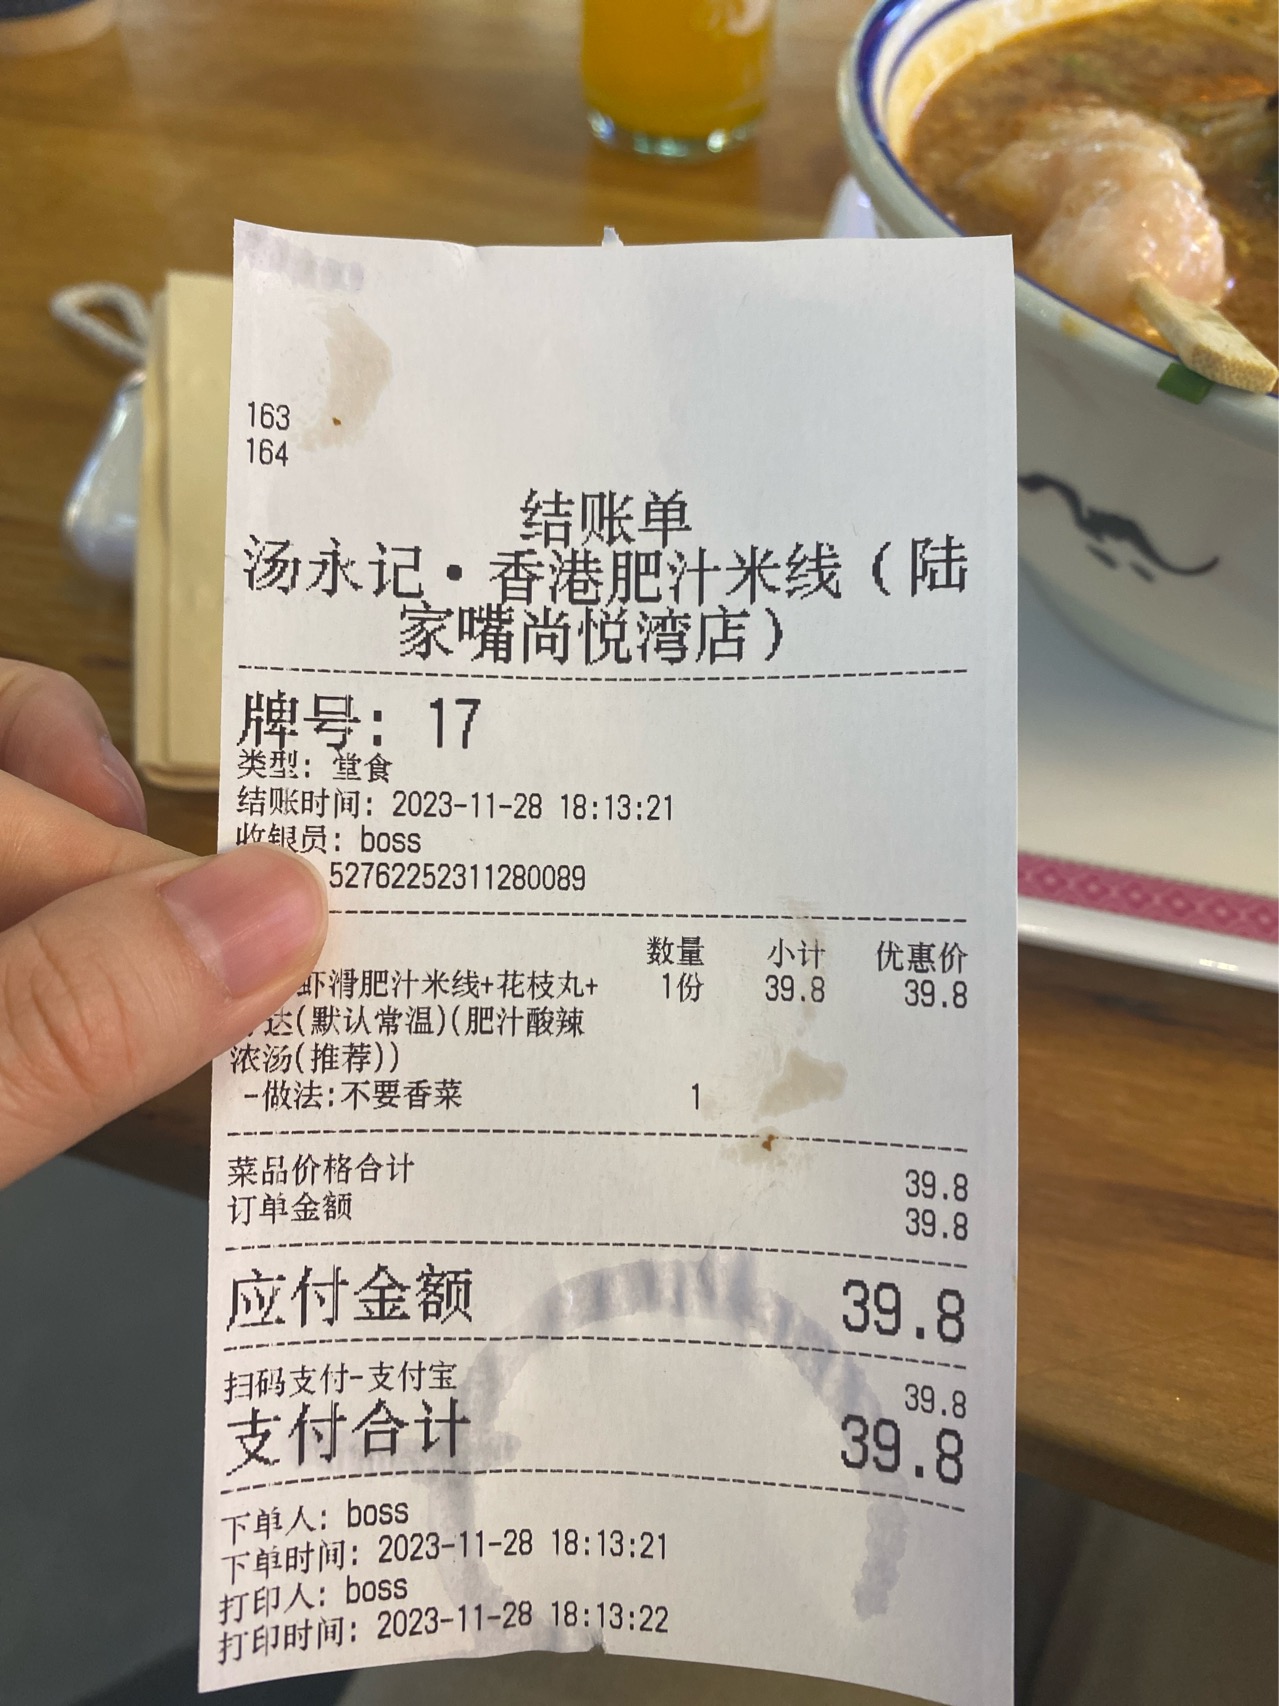 163
164
结账单
汤永记·香港肥汁米线（陆
家嘴尚悦湾店）
牌号: 17
类型: 堂食
结账时间: 2023-11-28 18:13:21
收银员: boss
52762252311280089
数量 小计 优惠价
虾滑肥汁米线+花枝丸+ 1份 39.8 39.8
达(默认常温)(肥汁酸辣
浓汤(推荐))
-做法:不要香菜 1
菜品价格合计 39.8
订单金额 39.8
应付金额 39.8
扫码支付-支付宝 39.8
支付合计 39.8
下单人: boss
下单时间: 2023-11-28 18:13:21
打印人: boss
打印时间: 2023-11-28 18:13:22